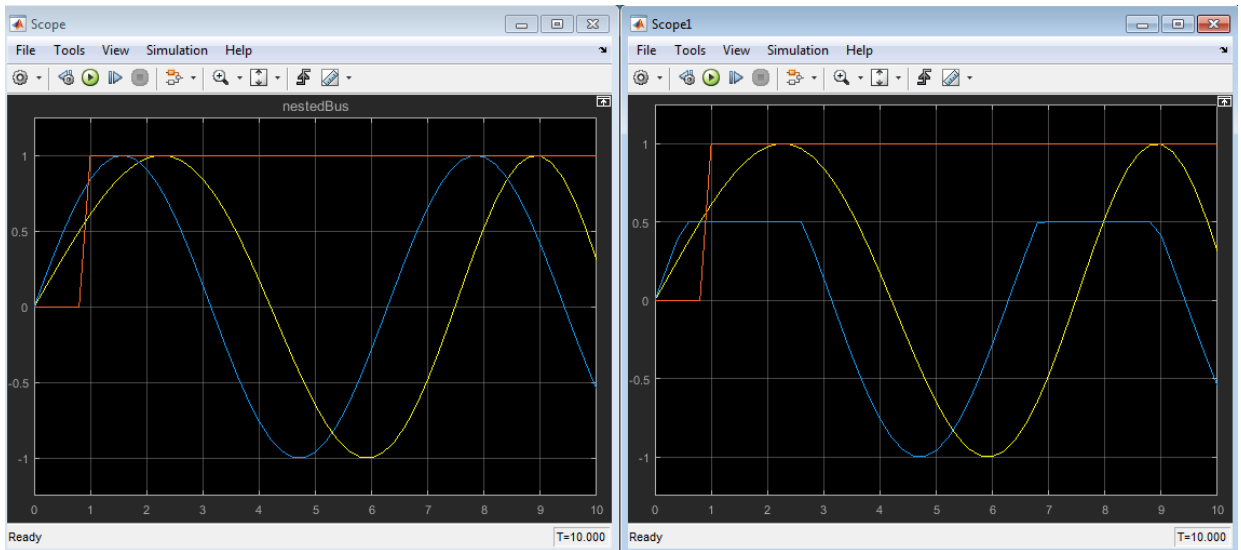 Scope
File Tools View Simulation Help
nestedBus
1
0.5
0
-0.5
-1
0 1 2 3 4 5 6 7 8 9 10
Ready T=10.000
Scope1
File Tools View Simulation Help
1
0.5
0
-0.5
-1
0 1 2 3 4 5 6 7 8 9 10
Ready T=10.000